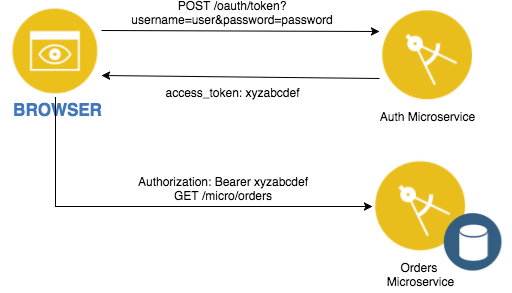 POST /oauth/token?
username=user&password=password
access_token: xyzabcdef
Auth Microservice
BROWSER
Authorization: Bearer xyzabcdef
GET /micro/orders
Orders
Microservice